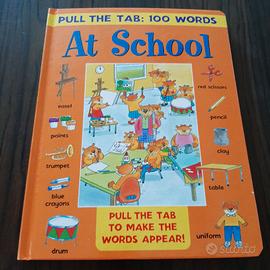 PULL THE TAB: 100 WORDS
At School
easel
paints
trumpet
blue
crayons
drum
red scissors
pencil
clay
table
uniform
PULL THE TAB
TO MAKE THE
WORDS APPEAR!
subito